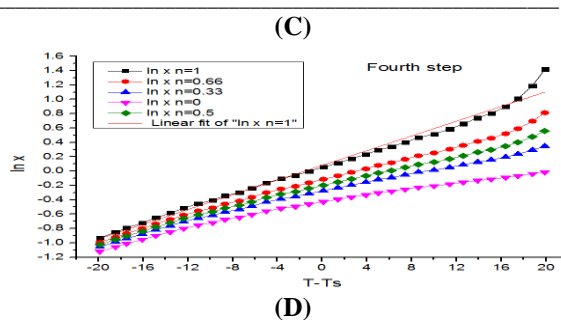 (C)
1.6
1.4
1.2
1.0
0.8
0.6
0.4
0.2
0.0
-0.2
-0.4
-0.6
-0.8
-1.0
-1.2
ln x
ln x n=1
ln x n=0.66
ln x n=0.33
ln x n=0
ln x n=0.5
Linear fit of "ln x n=1"
Fourth step
-20 -16 -12 -8 -4 0 4 8 12 16 20
T-Ts
(D)